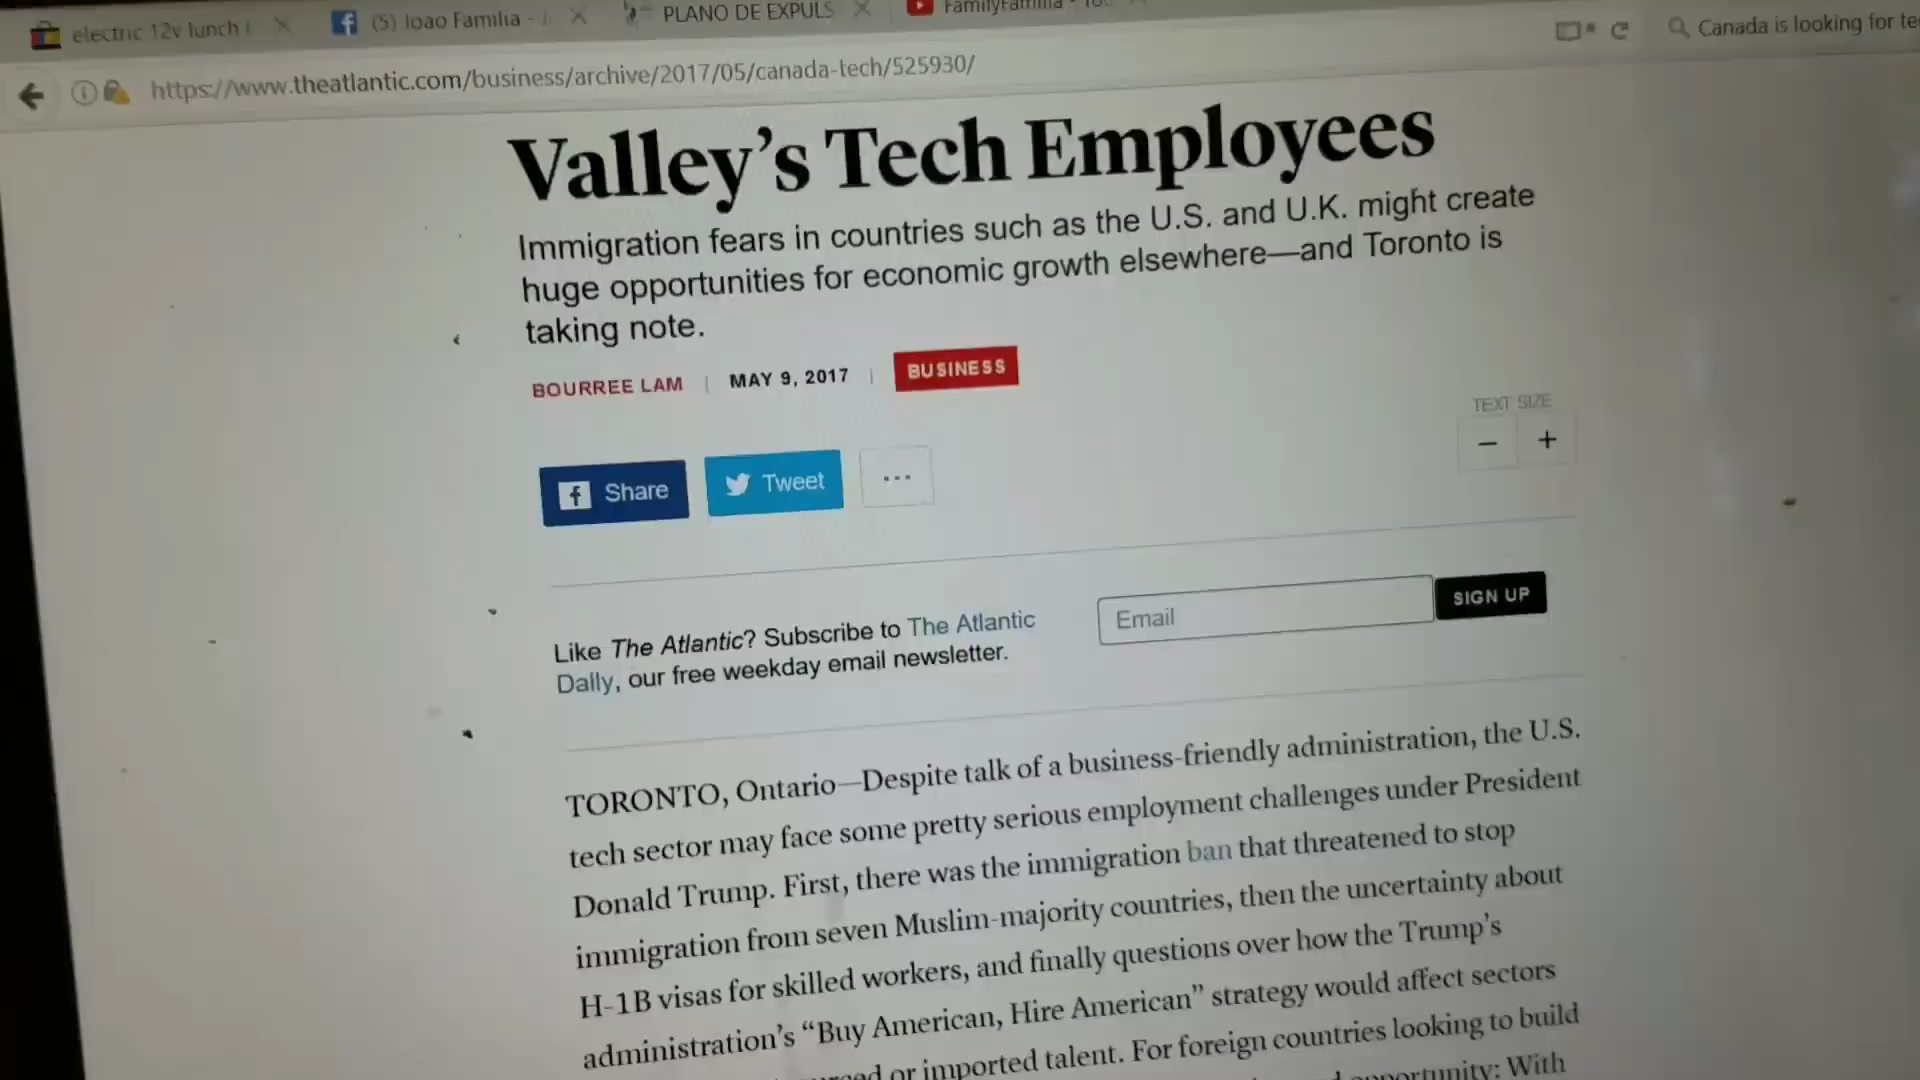 electric 12v lunch
(5) Ioao Familia -
PLANO DE EXPULS
Canada is looking for te
https://www.theatlantic.com/business/archive/2017/05/canada-tech/525930/
Valley's Tech Employees
Immigration fears in countries such as the U.S. and U.K. might create
huge opportunities for economic growth elsewhere—and Toronto is
taking note.
BOURREE LAM | MAY 9, 2017 | BUSINESS
TEXT SIZE
− +
f Share Tweet ...
Like The Atlantic? Subscribe to The Atlantic
Daily, our free weekday email newsletter.
Email
SIGN UP
TORONTO, Ontario—Despite talk of a business-friendly administration, the U.S.
tech sector may face some pretty serious employment challenges under President
Donald Trump. First, there was the immigration ban that threatened to stop
immigration from seven Muslim-majority countries, then the uncertainty about
H-1B visas for skilled workers, and finally questions over how the Trump's
administration's “Buy American, Hire American” strategy would affect sectors
or imported talent. For foreign countries looking to build
opportunity: With